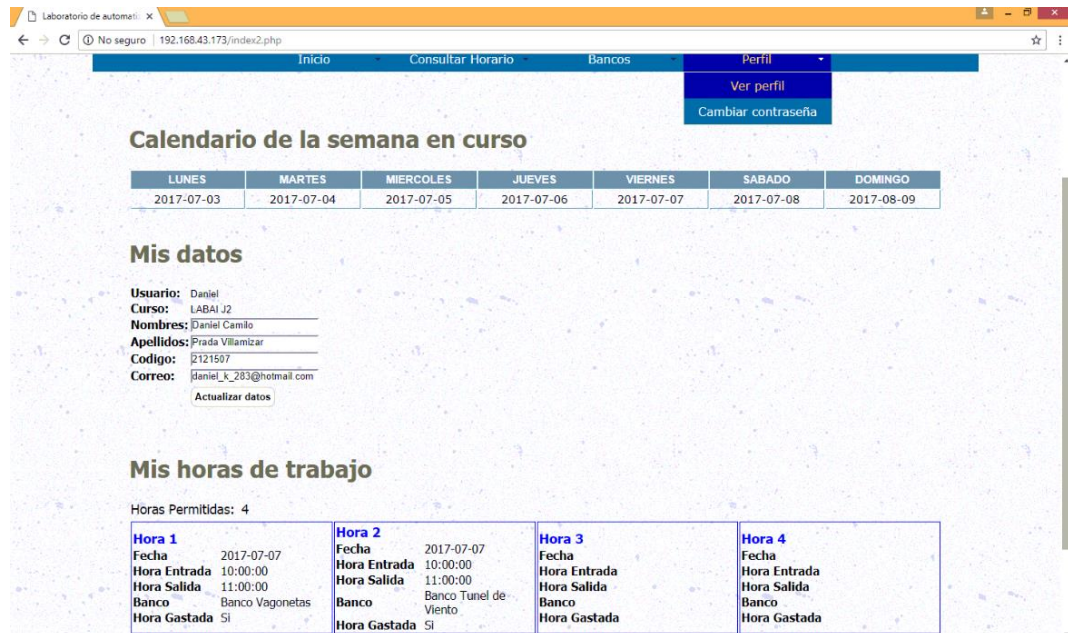 Laboratorio de automati
No seguro 192.168.43.173/index2.php
Inicio Consultar Horario Bancos Perfil
Ver perfil
Cambiar contraseña
Calendario de la semana en curso
LUNES MARTES MIERCOLES JUEVES VIERNES SABADO DOMINGO
2017-07-03 2017-07-04 2017-07-05 2017-07-06 2017-07-07 2017-07-08 2017-08-09
Mis datos
Usuario: Daniel
Curso: LABAI J2
Nombres: Daniel Camilo
Apellidos: Prada Villamizar
Codigo: 2121507
Correo: daniel_k_283@hotmail.com
Actualizar datos
Mis horas de trabajo
Horas Permitidas: 4
Hora 1
Fecha 2017-07-07
Hora Entrada 10:00:00
Hora Salida 11:00:00
Banco Banco Vagonetas
Hora Gastada Si
Hora 2
Fecha 2017-07-07
Hora Entrada 10:00:00
Hora Salida 11:00:00
Banco Banco Tunel de
Viento
Hora Gastada Si
Hora 3
Fecha
Hora Entrada
Hora Salida
Banco
Hora Gastada
Hora 4
Fecha
Hora Entrada
Hora Salida
Banco
Hora Gastada